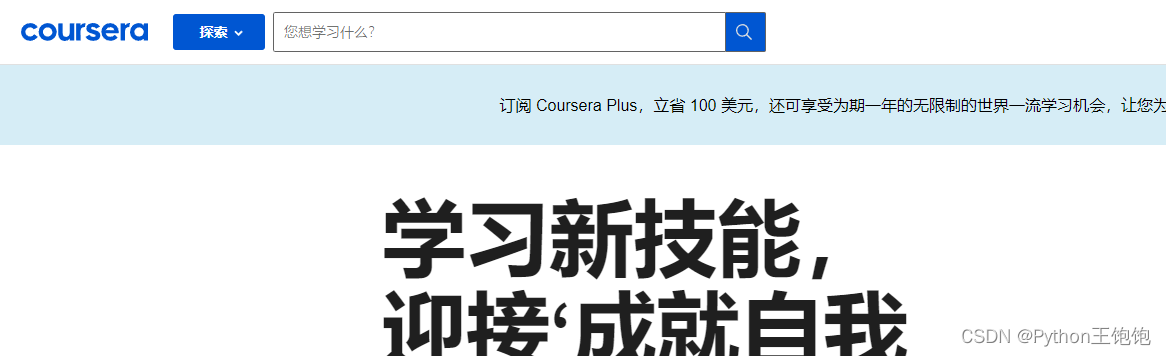 coursera 探索 您想学习什么?
订阅 Coursera Plus，立省 100 美元，还可享受为期一年的无限制的世界一流学习机会，让您为
学习新技能，
迎接‘成就自我
CSDN @Python王饱饱